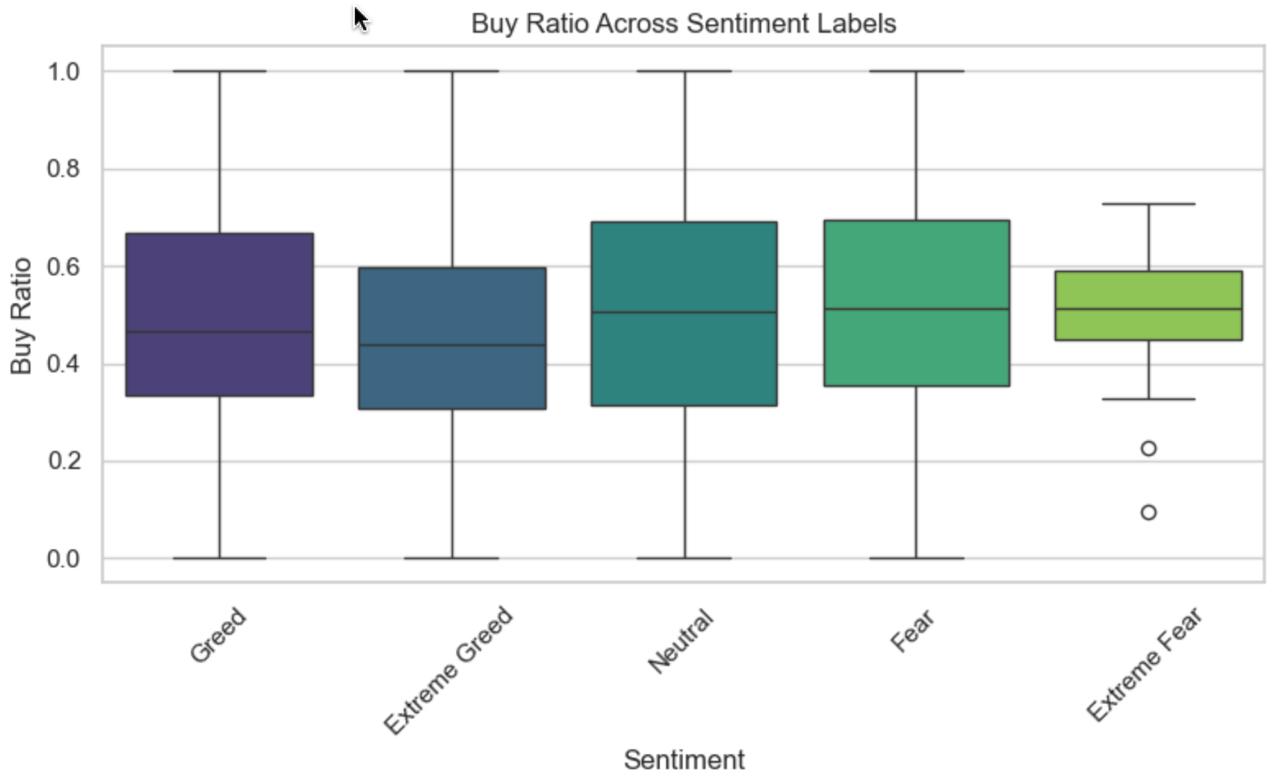 Buy Ratio Across Sentiment Labels
1.0
0.8
0.6
0.4
0.2
0.0
Buy Ratio
Greed
Extreme Greed
Neutral
Fear
Extreme Fear
Sentiment